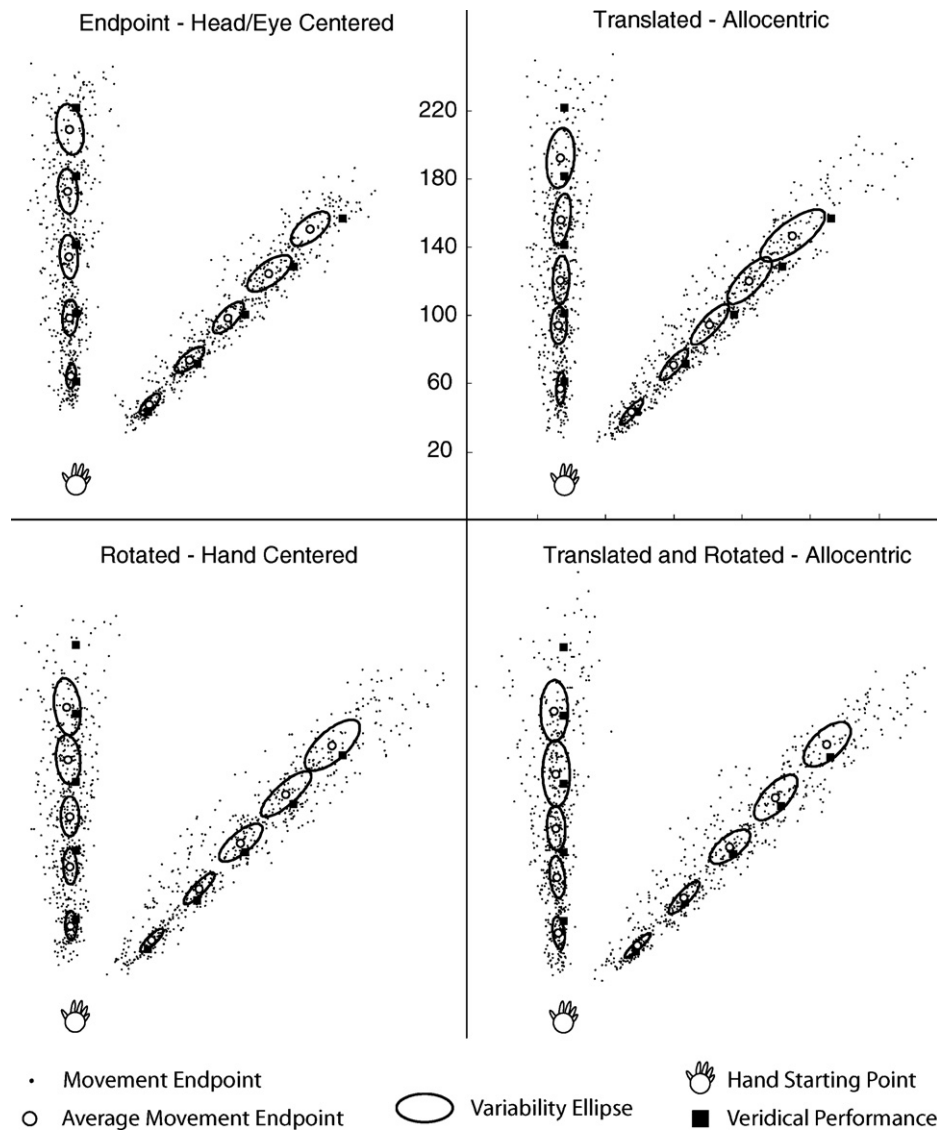 Endpoint - Head/Eye Centered
Translated - Allocentric
220
180
140
100
60
20
Rotated - Hand Centered
Translated and Rotated - Allocentric
Movement Endpoint
Average Movement Endpoint
Variability Ellipse
Hand Starting Point
Veridical Performance